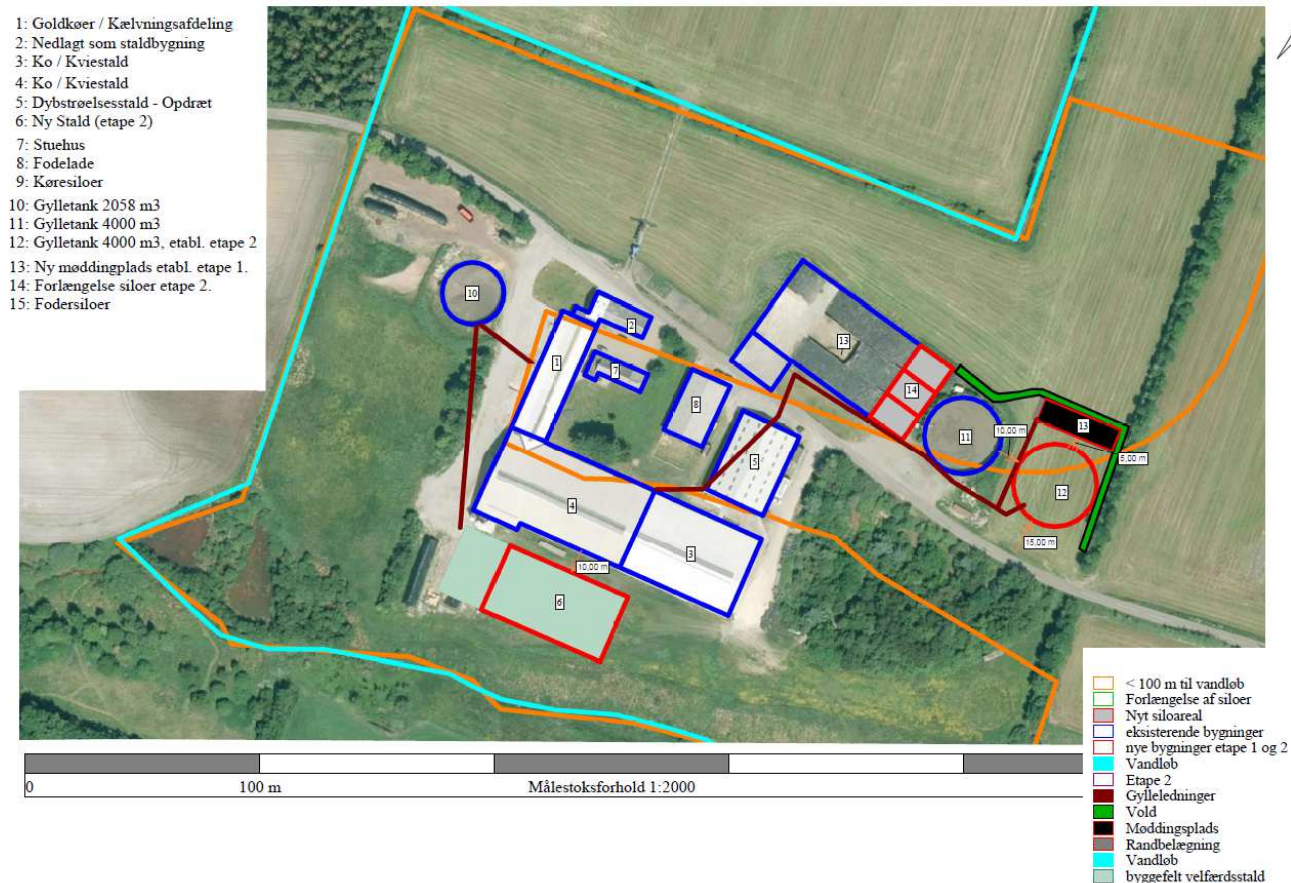 1: Goldkøer / Kælvningsafdeling
2: Nedlagt som staldbygning
3: Ko / Kviestald
4: Ko / Kviestald
5: Dybstrøelsesstald - Opdræt
6: Ny Stald (etape 2)
7: Stuehus
8: Fodelade
9: Køresiloer
10: Gylletank 2058 m3
11: Gylletank 4000 m3
12: Gylletank 4000 m3, etabl. etape 2
13: Ny møddingplads etabl. etape 1.
14: Forlængelse siloer etape 2.
15: Fodersiloer
10
2
1
7
13
8
14
11
10,00 m
13
5,00 m
5
12
4
15,00 m
3
10,00 m
6
0
100 m
Målestoksforhold 1:2000
< 100 m til vandløb
Forlængelse af siloer
Nyt siloareal
eksisterende bygninger
nye bygninger etape 1 og 2
Vandløb
Etape 2
Gylleledninger
Vold
Møddingsplads
Randbelægning
Vandløb
byggefelt velfærdsstald